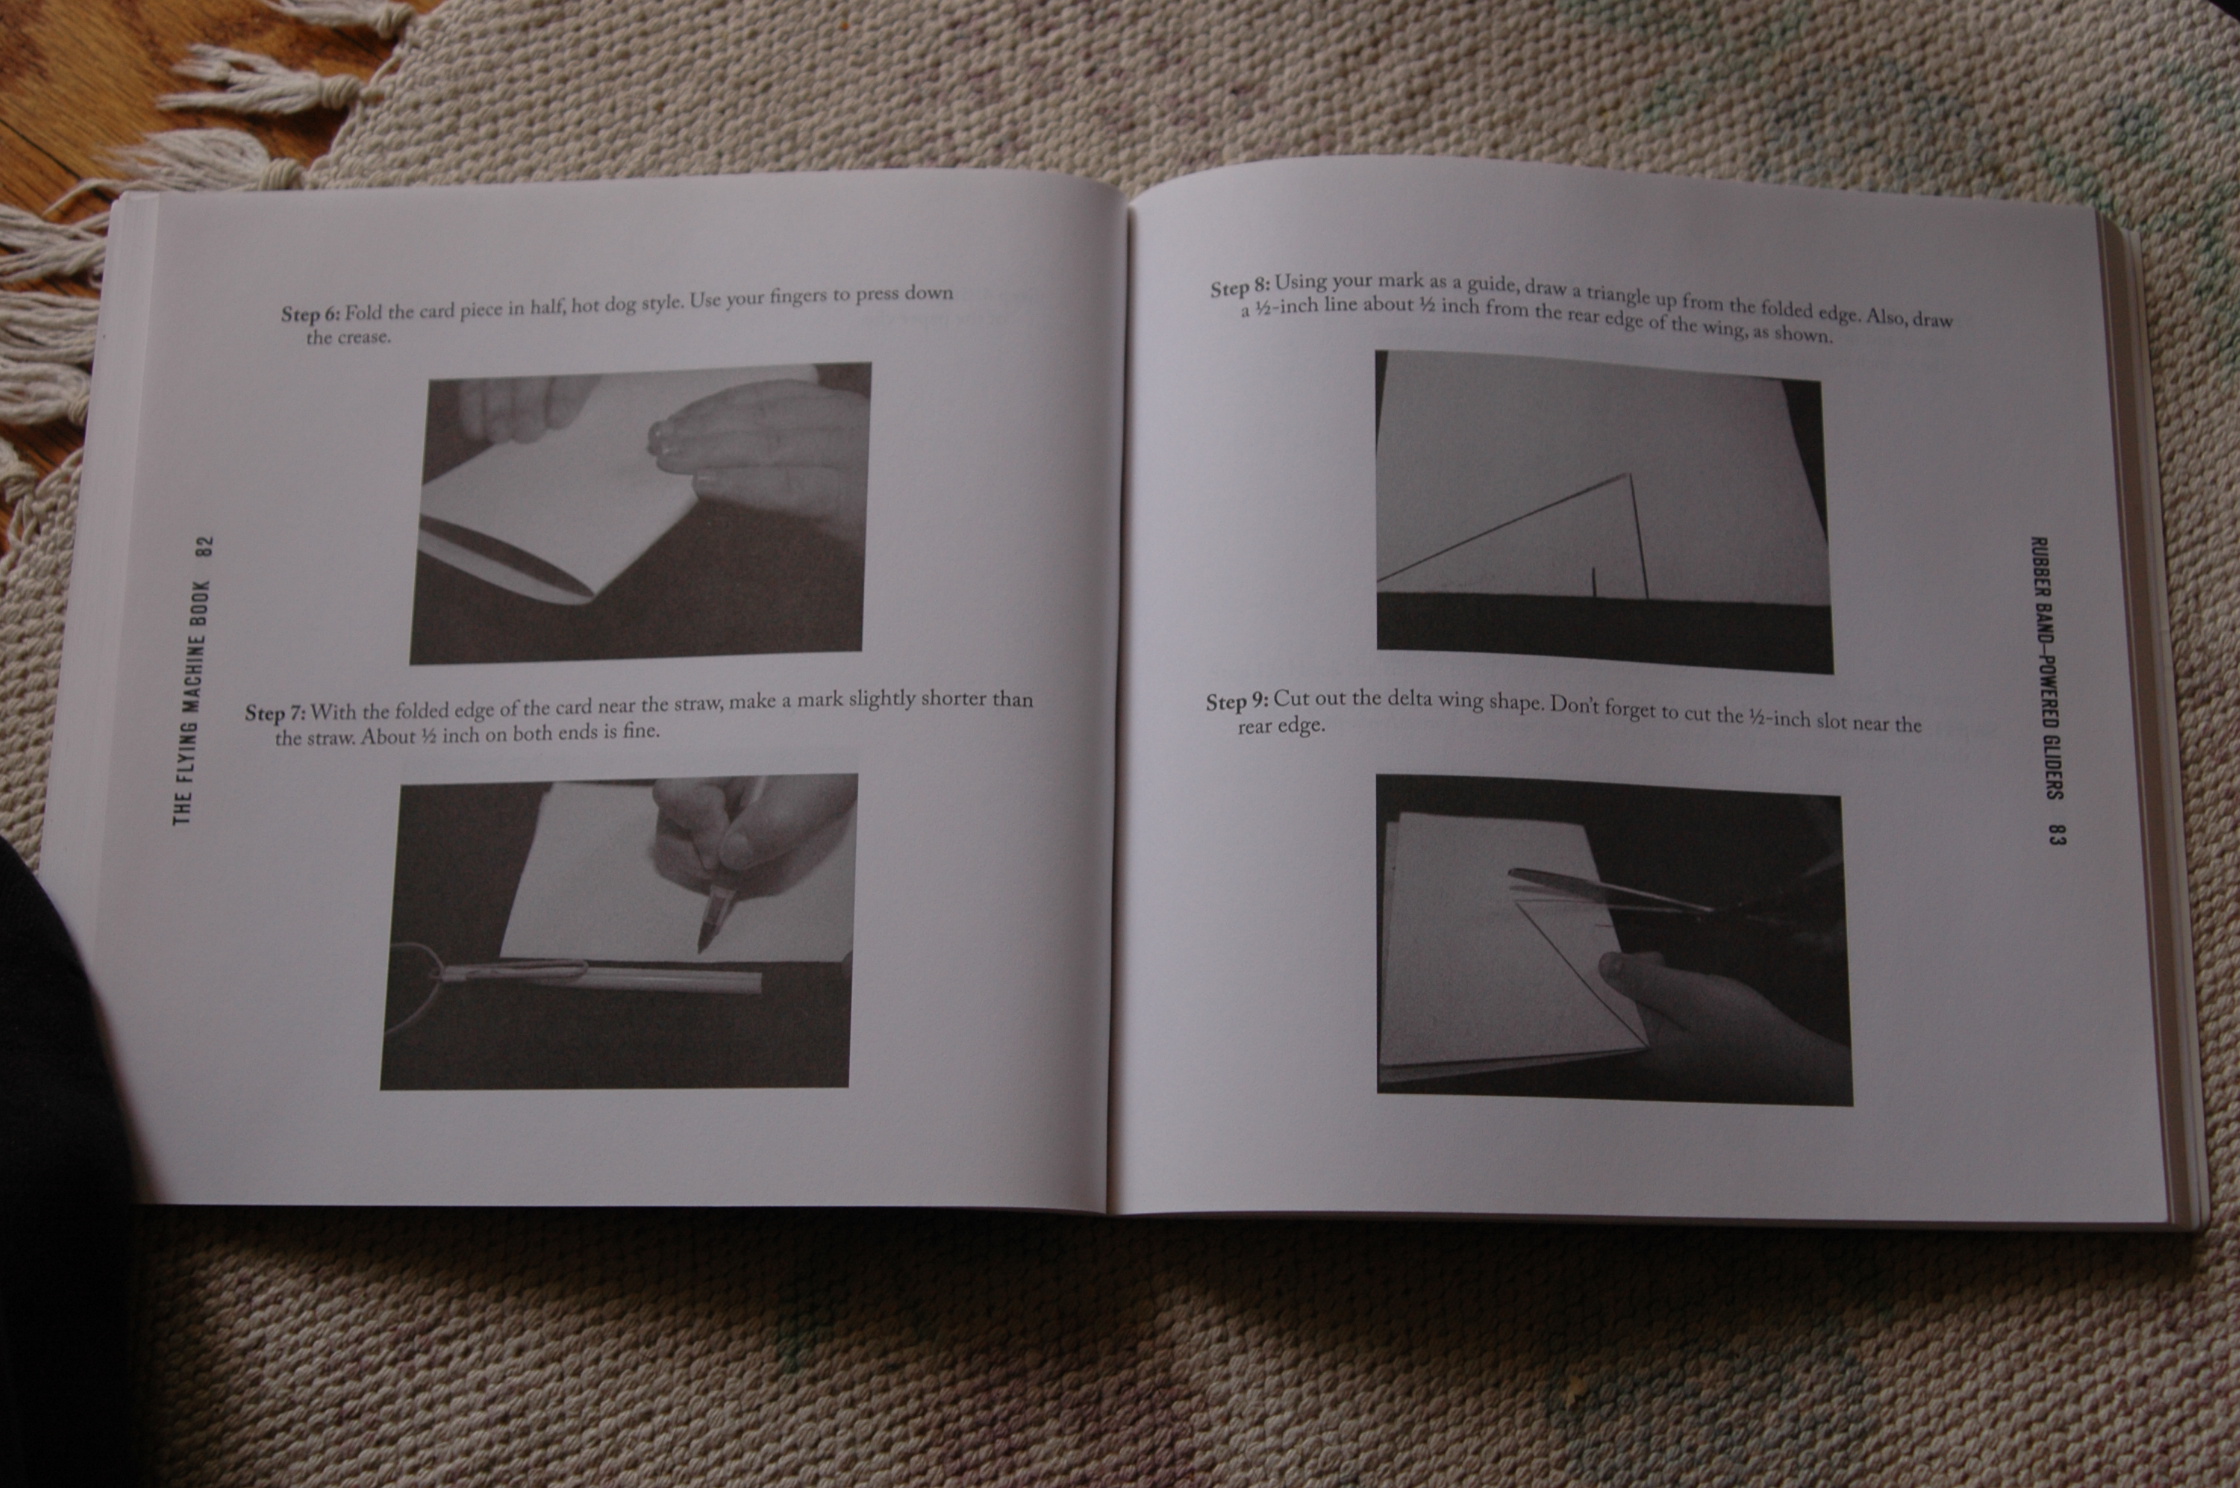 Step 6: Fold the card piece in half, hot dog style. Use your fingers to press down
the crease.
Step 7: With the folded edge of the card near the straw, make a mark slightly shorter than
the straw. About ½ inch on both ends is fine.
THE FLYING MACHINE BOOK 82
Step 8: Using your mark as a guide, draw a triangle up from the folded edge. Also, draw
a ½-inch line about ½ inch from the rear edge of the wing, as shown.
Step 9: Cut out the delta wing shape. Don't forget to cut the ½-inch slot near the
rear edge.
RUBBER BAND–POWERED GLIDERS 83